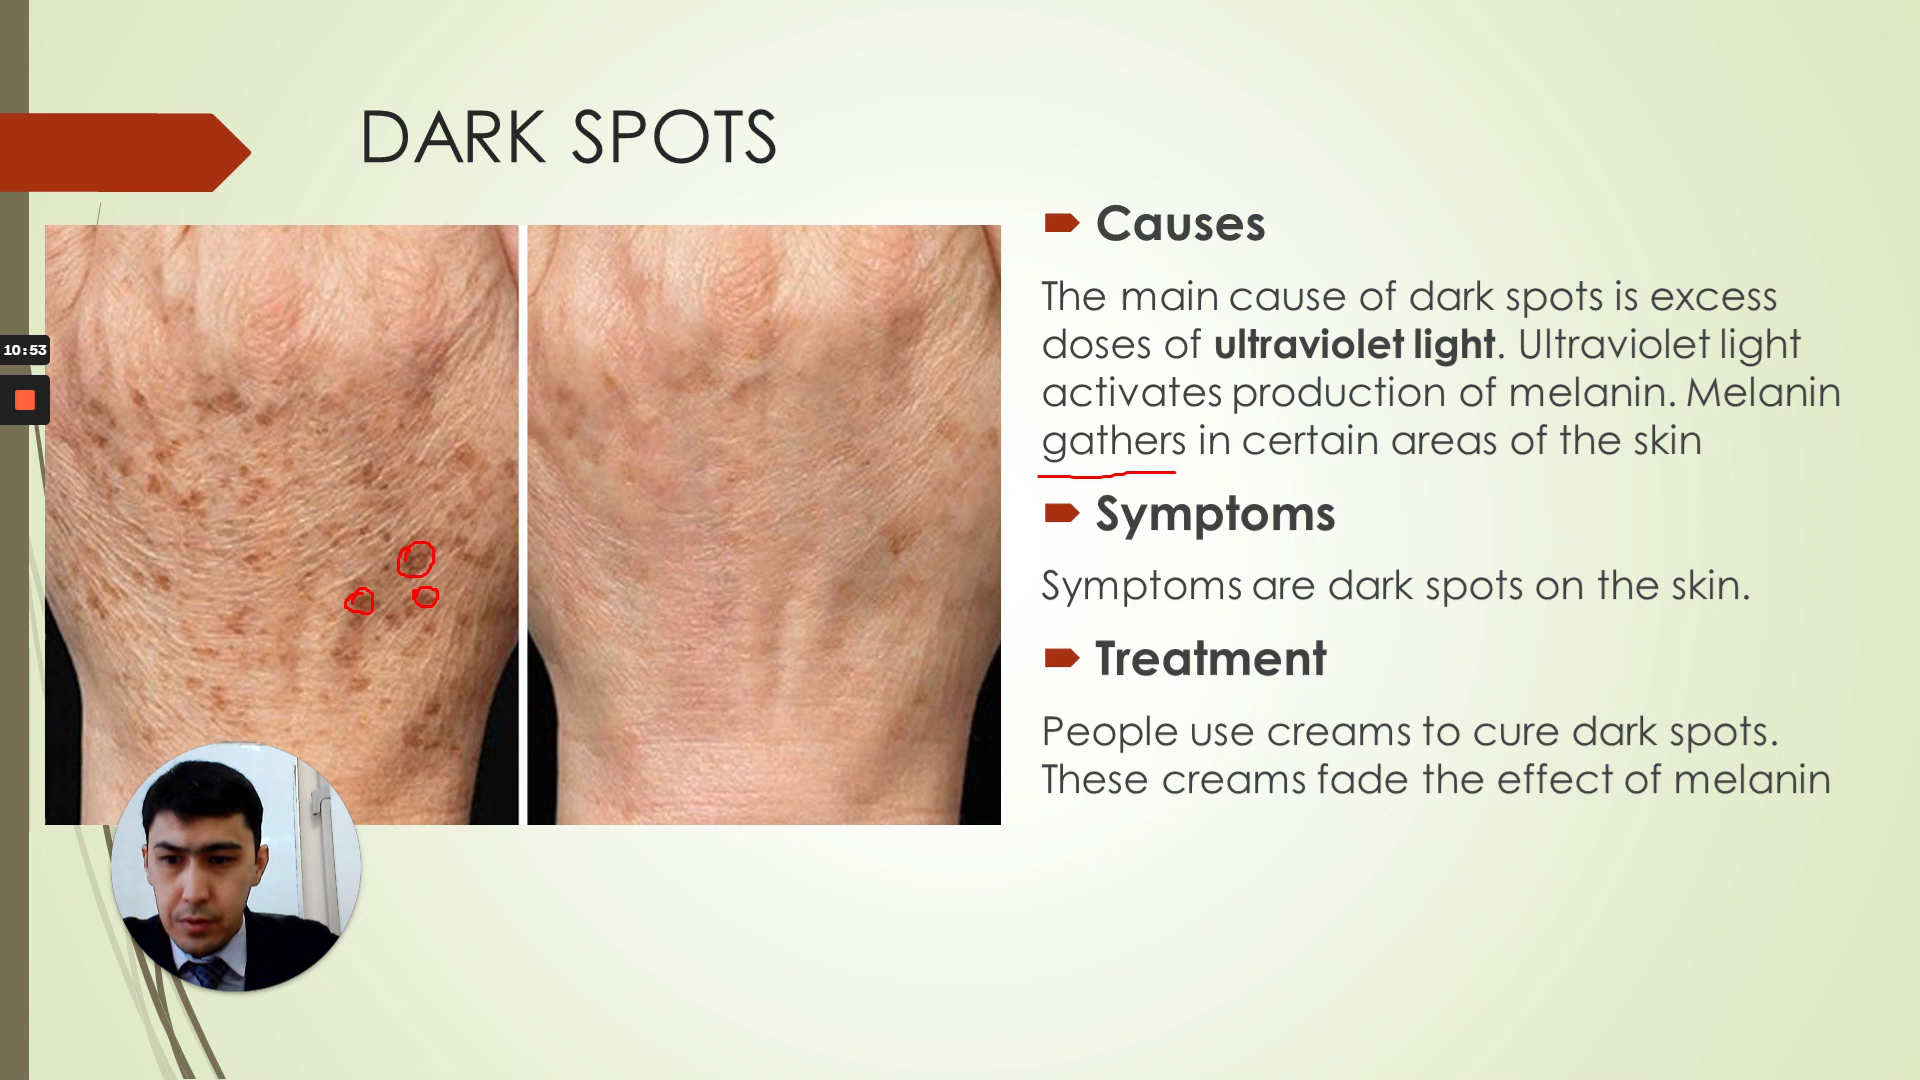 DARK SPOTS
Causes
The main cause of dark spots is excess
doses of ultraviolet light. Ultraviolet light
activates production of melanin. Melanin
gathers in certain areas of the skin
10:53
Symptoms
Symptoms are dark spots on the skin.
Treatment
People use creams to cure dark spots.
These creams fade the effect of melanin